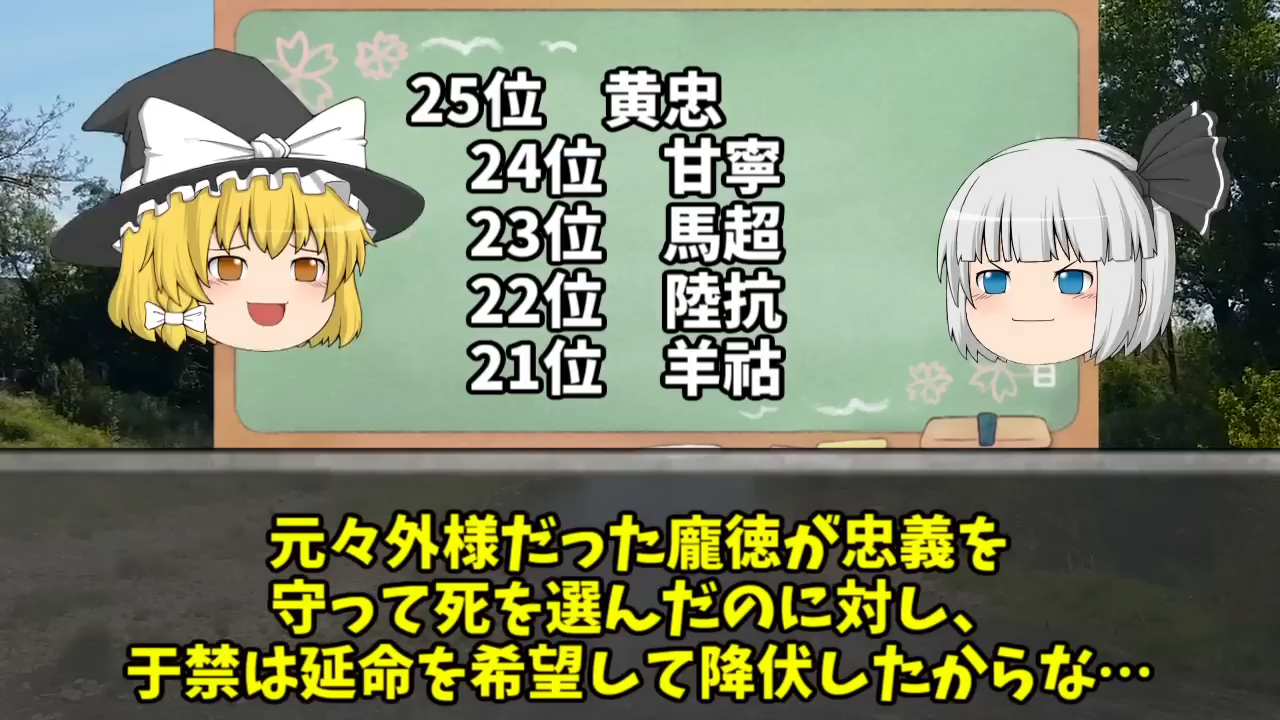 25位 黄忠
24位 甘寧
23位 馬超
22位 陸抗
21位 羊祜
日
元々外様だった龐徳が忠義を
守って死を選んだのに対し、
于禁は延命を希望して降伏したからな…